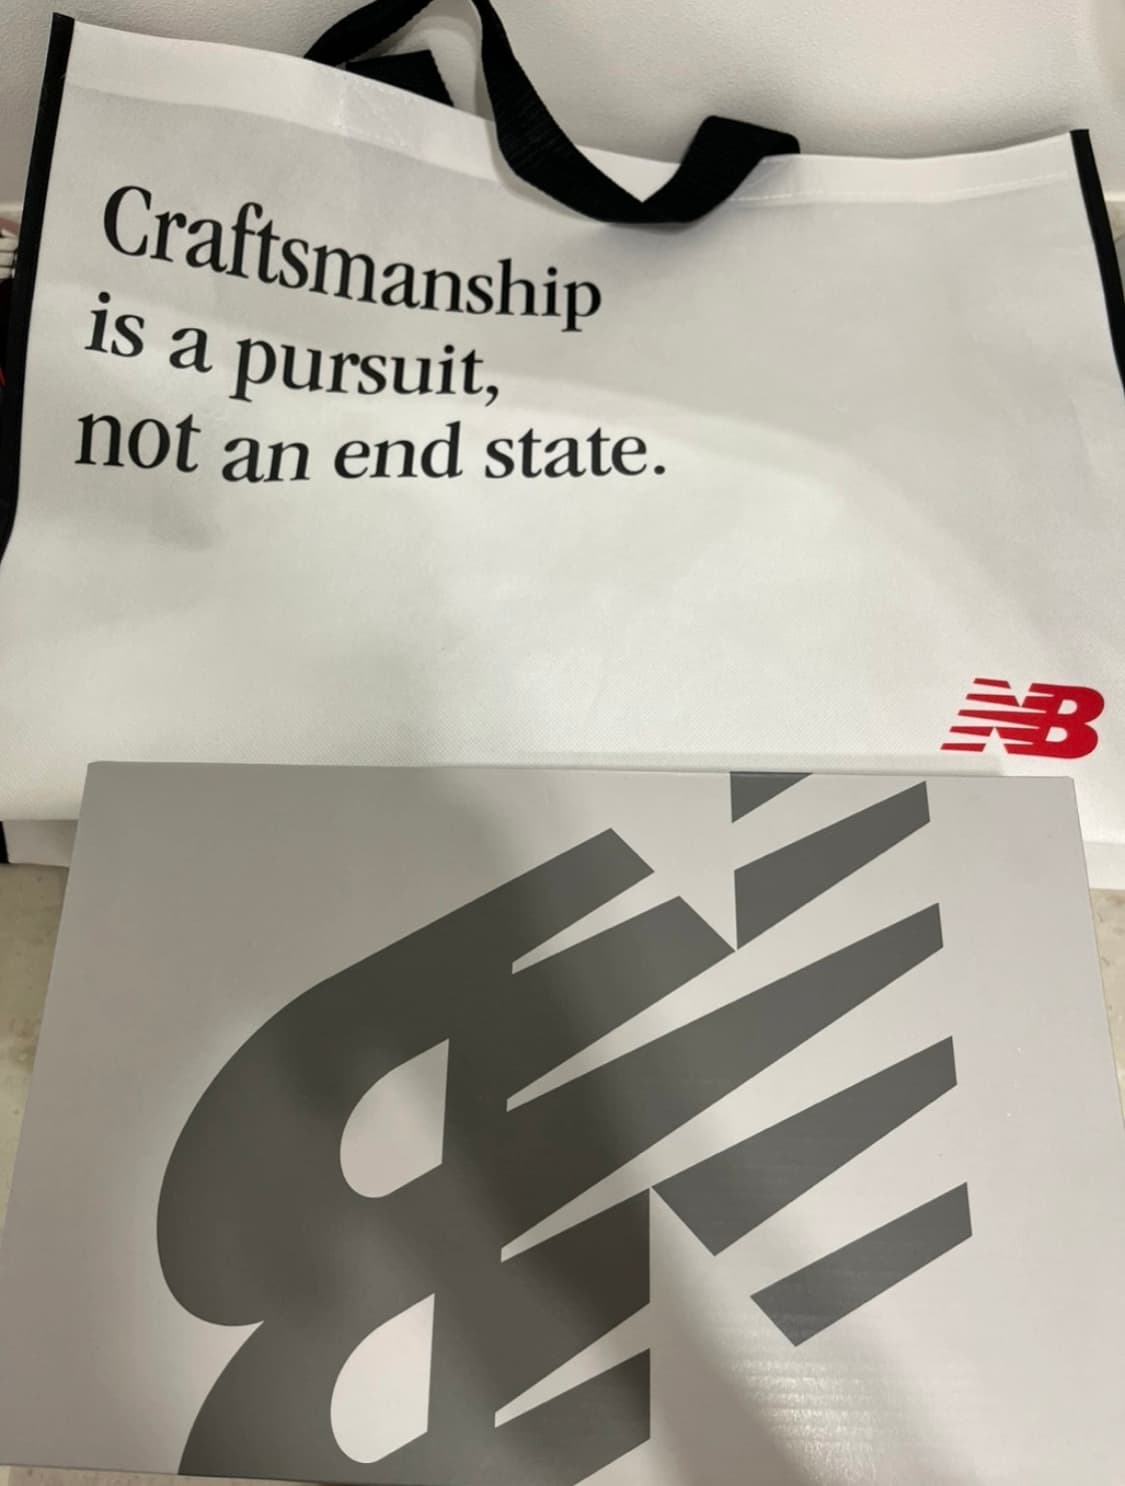 Craftsmanship
is a pursuit,
not an end state.
NB